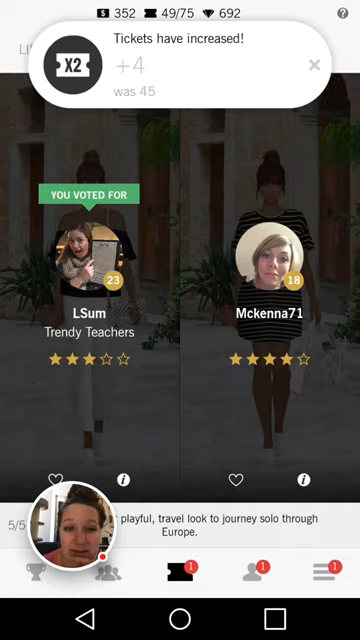 352 49/75 692
?
LI
Tickets have increased!
X2
+4
was 45
YOU VOTED FOR
23
18
LSum
Mckenna71
Trendy Teachers
i
i
5/5
playful, travel look to journey solo through
Europe.
1
1
1